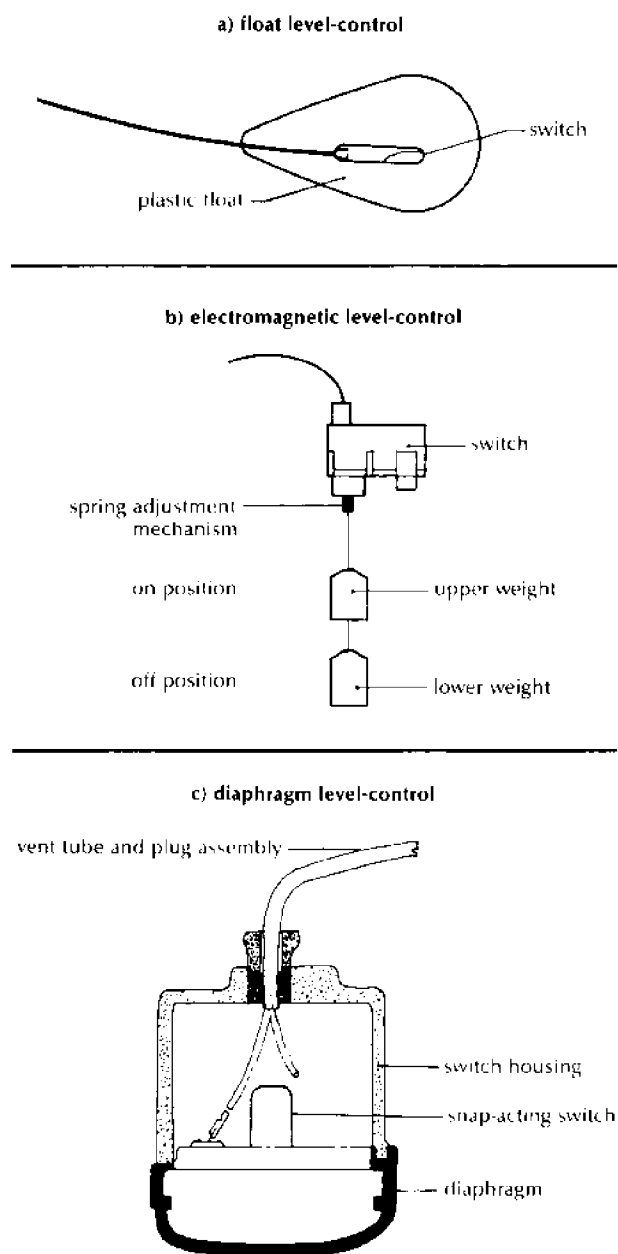 a) float level-control
switch
plastic float
b) electromagnetic level-control
switch
spring adjustment
mechanism
on position
upper weight
off position
lower weight
c) diaphragm level-control
vent tube and plug assembly
switch housing
snap-acting switch
diaphragm